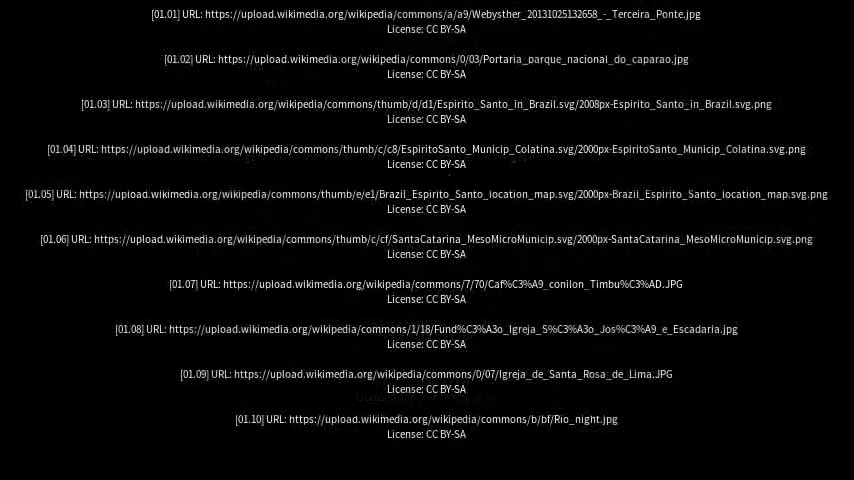 [01.01] URL: https://upload.wikimedia.org/wikipedia/commons/a/a9/Webysther_20131025132658_-_Terceira_Ponte.jpg
License: CC BY-SA
[01.02] URL: https://upload.wikimedia.org/wikipedia/commons/0/03/Portaria_parque_nacional_do_caparao.jpg
License: CC BY-SA
[01.03] URL: https://upload.wikimedia.org/wikipedia/commons/thumb/d/d1/Espirito_Santo_in_Brazil.svg/2008px-Espirito_Santo_in_Brazil.svg.png
License: CC BY-SA
[01.04] URL: https://upload.wikimedia.org/wikipedia/commons/thumb/c/c8/EspiritoSanto_Municip_Colatina.svg/2000px-EspiritoSanto_Municip_Colatina.svg.png
License: CC BY-SA
[01.05] URL: https://upload.wikimedia.org/wikipedia/commons/thumb/e/e1/Brazil_Espirito_Santo_location_map.svg/2000px-Brazil_Espirito_Santo_location_map.svg.png
License: CC BY-SA
[01.06] URL: https://upload.wikimedia.org/wikipedia/commons/thumb/c/cf/SantaCatarina_MesoMicroMunicip.svg/2000px-SantaCatarina_MesoMicroMunicip.svg.png
License: CC BY-SA
[01.07] URL: https://upload.wikimedia.org/wikipedia/commons/7/70/Caf%C3%A9_conilon_Timbu%C3%AD.JPG
License: CC BY-SA
[01.08] URL: https://upload.wikimedia.org/wikipedia/commons/1/18/Fund%C3%A3o_Igreja_S%C3%A3o_Jos%C3%A9_e_Escadaria.jpg
License: CC BY-SA
[01.09] URL: https://upload.wikimedia.org/wikipedia/commons/0/07/Igreja_de_Santa_Rosa_de_Lima.JPG
License: CC BY-SA
[01.10] URL: https://upload.wikimedia.org/wikipedia/commons/b/bf/Rio_night.jpg
License: CC BY-SA